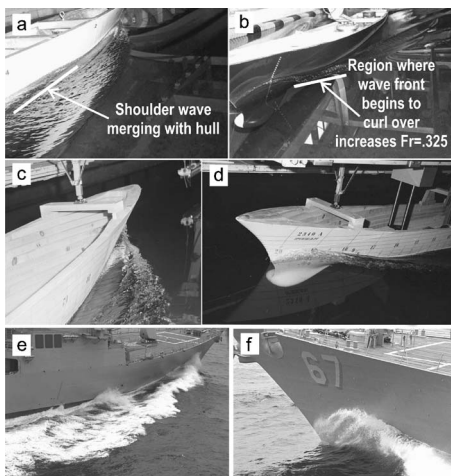 a
Shoulder wave
merging with hull
b
Region where
wave front
begins to
curl over
increases Fr=.325
c
d
e
f
67